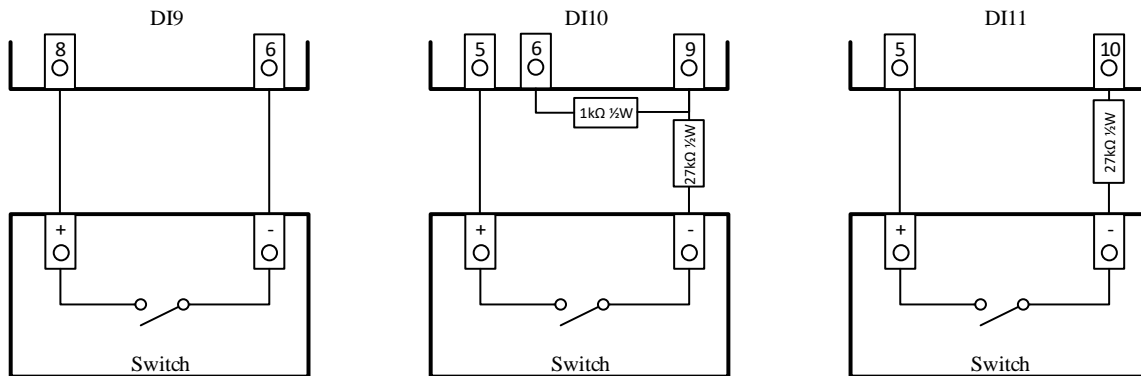 DI9
8
6
+
-
Switch
DI10
5
6
9
1kΩ ½W
27kΩ ½W
+
-
Switch
DI11
5
10
27kΩ ½W
+
-
Switch